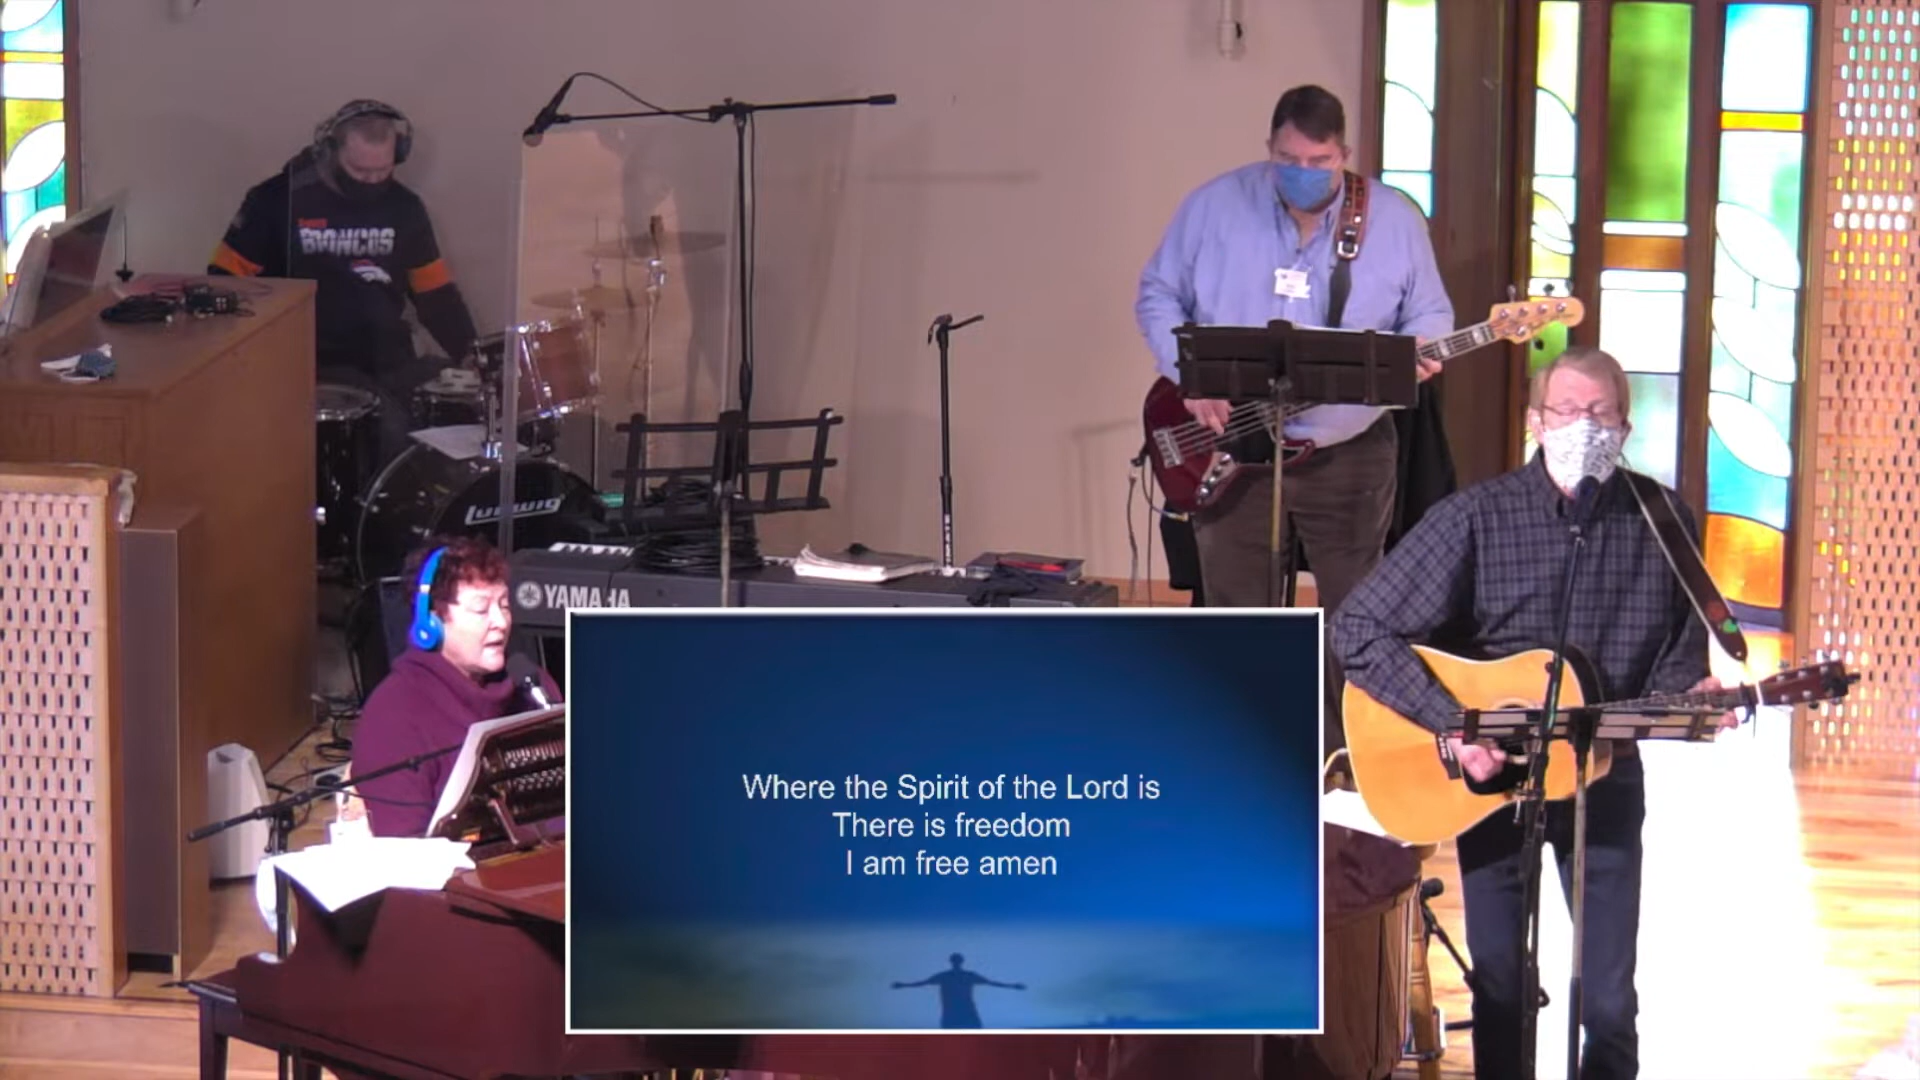 BRONCOS
Ludwig
YAMAHA
Where the Spirit of the Lord is
There is freedom
I am free amen